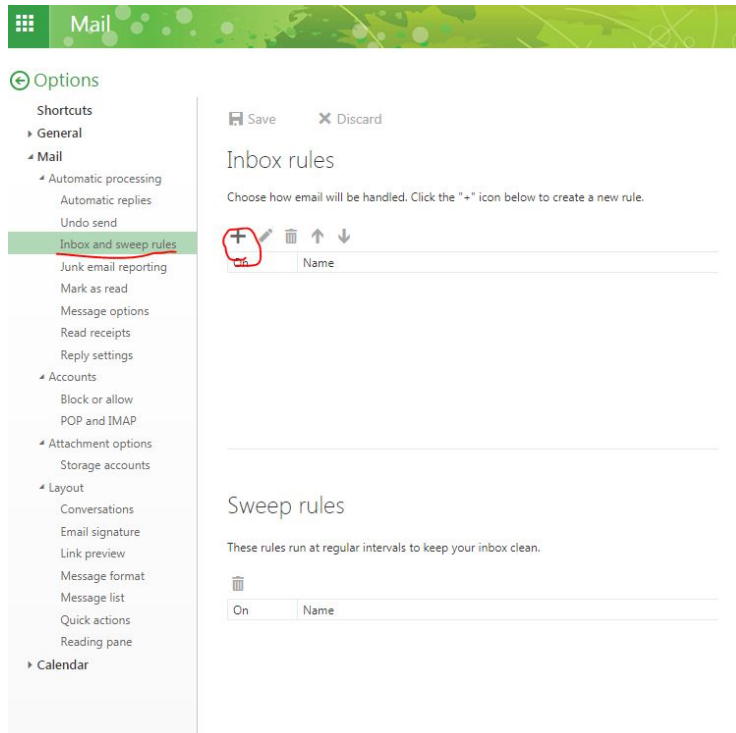 Mail
Options
Shortcuts
General
Mail
Automatic processing
Automatic replies
Undo send
Inbox and sweep rules
Junk email reporting
Mark as read
Message options
Read receipts
Reply settings
Accounts
Block or allow
POP and IMAP
Attachment options
Storage accounts
Layout
Conversations
Email signature
Link preview
Message format
Message list
Quick actions
Reading pane
Calendar
Save Discard
Inbox rules
Choose how email will be handled. Click the "+" icon below to create a new rule.
On Name
Sweep rules
These rules run at regular intervals to keep your inbox clean.
On Name